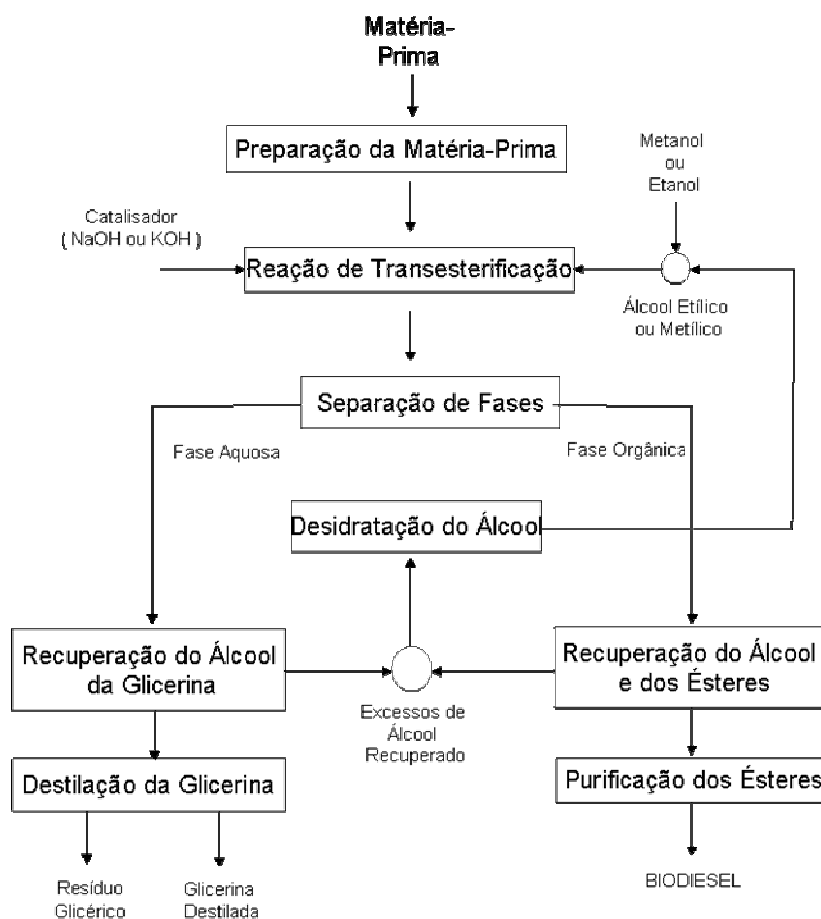 Matéria-
Prima
Preparação da Matéria-Prima
Metanol
ou
Etanol
Catalisador
( NaOH ou KOH )
Reação de Transesterificação
Álcool Etílico
ou Metílico
Separação de Fases
Fase Aquosa
Fase Orgânica
Desidratação do Álcool
Recuperação do Álcool
da Glicerina
Recuperação do Álcool
e dos Ésteres
Excessos de
Álcool
Recuperado
Destilação da Glicerina
Purificação dos Ésteres
Resíduo
Glicérico
Glicerina
Destilada
BIODIESEL